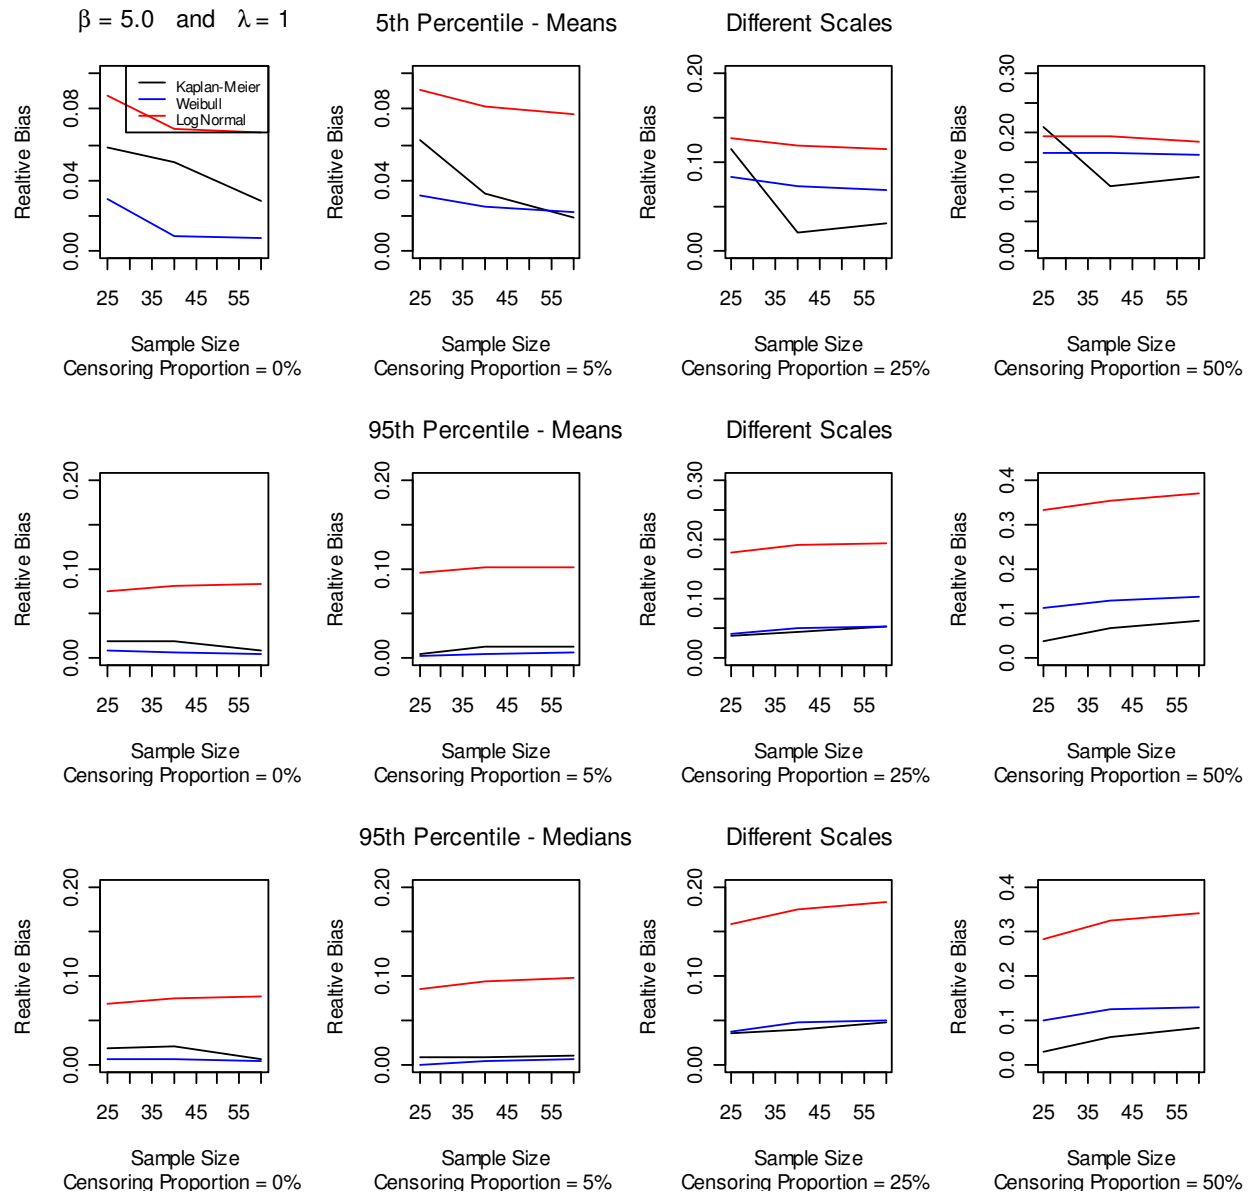 β = 5.0 and λ = 1
5th Percentile - Means
Different Scales
Realtive Bias
0.00 0.04 0.08
Kaplan-Meier
Weibull
LogNormal
25 35 45 55
Sample Size
Censoring Proportion = 0%
Realtive Bias
0.00 0.04 0.08
25 35 45 55
Sample Size
Censoring Proportion = 5%
Realtive Bias
0.00 0.10 0.20
25 35 45 55
Sample Size
Censoring Proportion = 25%
Realtive Bias
0.00 0.10 0.20 0.30
25 35 45 55
Sample Size
Censoring Proportion = 50%
95th Percentile - Means
Different Scales
Realtive Bias
0.00 0.10 0.20
25 35 45 55
Sample Size
Censoring Proportion = 0%
Realtive Bias
0.00 0.10 0.20
25 35 45 55
Sample Size
Censoring Proportion = 5%
Realtive Bias
0.00 0.10 0.20 0.30
25 35 45 55
Sample Size
Censoring Proportion = 25%
Realtive Bias
0.0 0.1 0.2 0.3 0.4
25 35 45 55
Sample Size
Censoring Proportion = 50%
95th Percentile - Medians
Different Scales
Realtive Bias
0.00 0.10 0.20
25 35 45 55
Sample Size
Censoring Proportion = 0%
Realtive Bias
0.00 0.10 0.20
25 35 45 55
Sample Size
Censoring Proportion = 5%
Realtive Bias
0.00 0.10 0.20
25 35 45 55
Sample Size
Censoring Proportion = 25%
Realtive Bias
0.0 0.1 0.2 0.3 0.4
25 35 45 55
Sample Size
Censoring Proportion = 50%